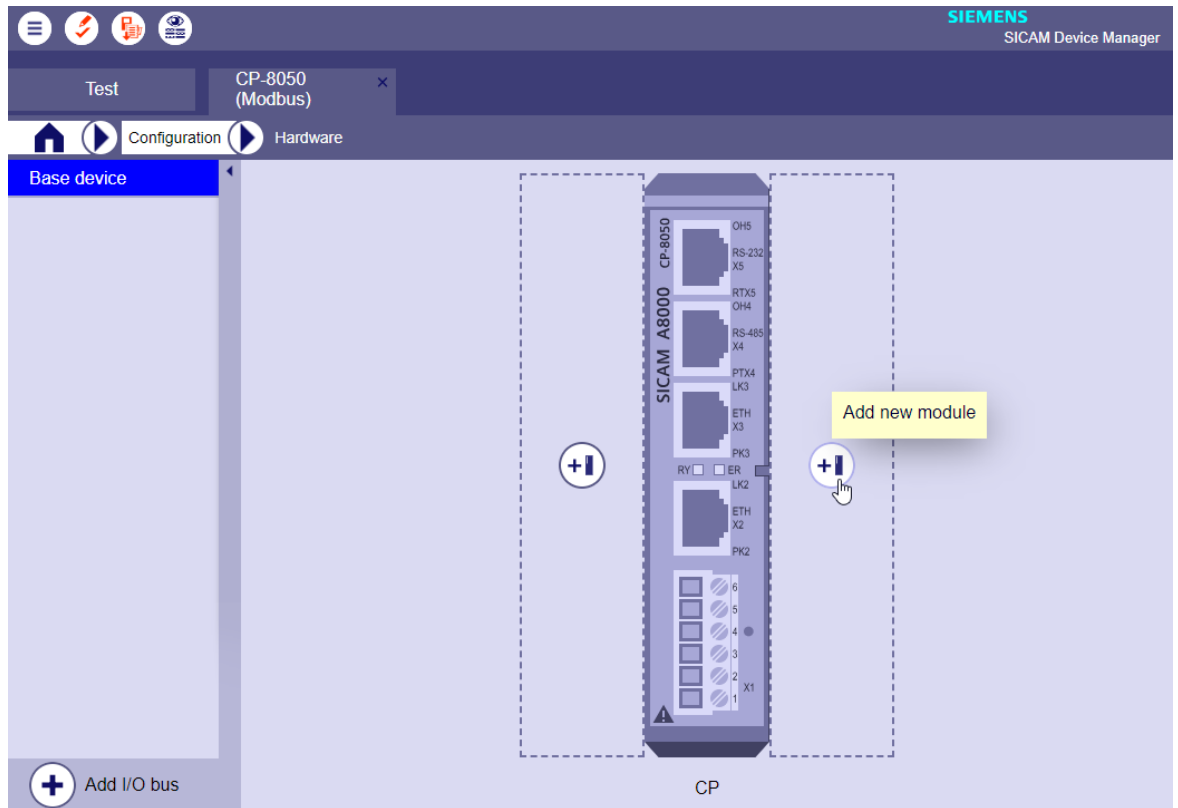 SIEMENS
SICAM Device Manager
Test
CP-8050
(Modbus)
×
Configuration
Hardware
Base device
CP-8050
SICAM A8000
OH5
RS-232
X5
RTX5
OH4
RS-485
X4
PTX4
LK3
ETH
X3
PK3
RY
ER
LK2
ETH
X2
PK2
6
5
4
3
2
1
X1
Add new module
Add I/O bus
CP